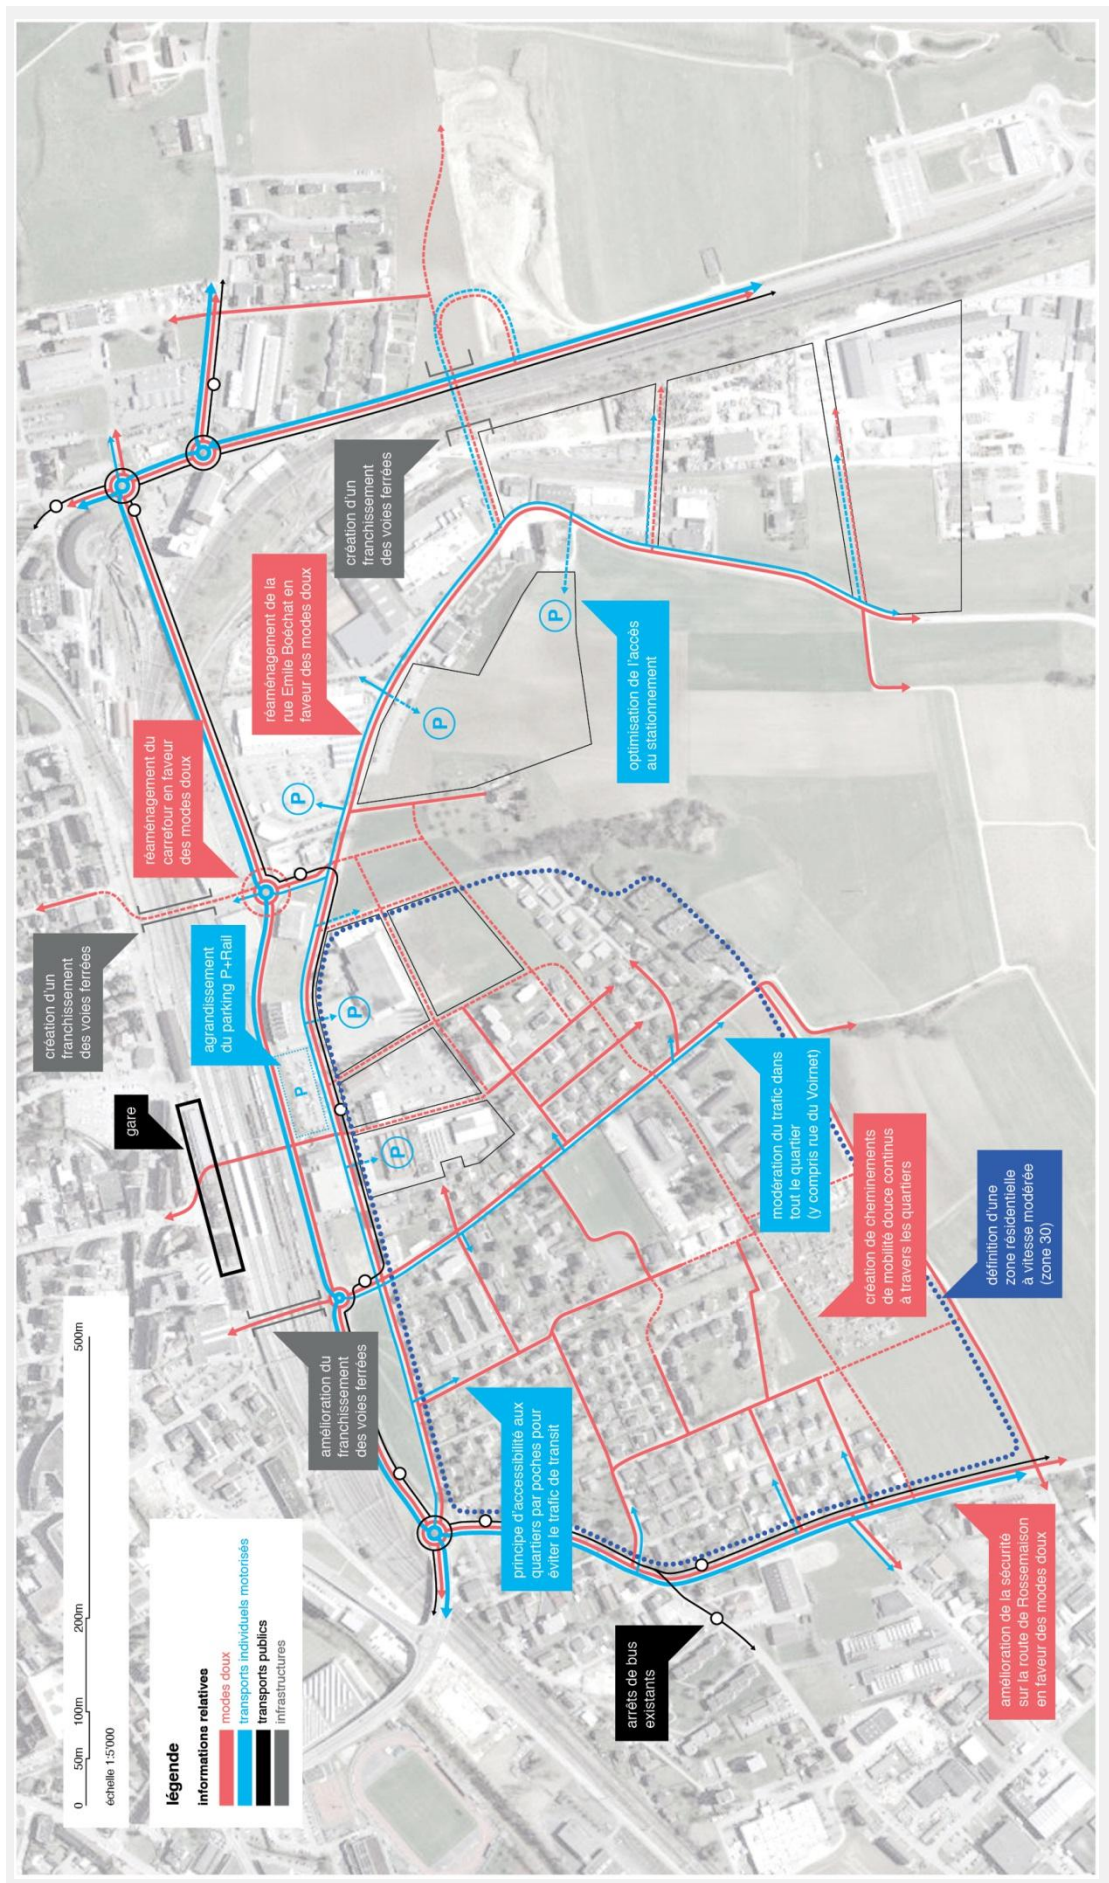 0
50m
100m
200m
500m
échelle 1:5'000
légende
informations relatives
modes doux
transports individuels motorisés
transports publics
infrastructures
gare
création d'un
franchissement
des voies ferrées
agrandissement
du parking P+Rail
réaménagement du
carrefour en faveur
des modes doux
réaménagement de la
rue Emile Boéchat en
faveur des modes doux
création d'un
franchissement
des voies ferrées
amélioration du
franchissement
des voies ferrées
P
P
P
P
P
P
optimisation de l'accès
au stationnement
principe d'accessibilité aux
quartiers par poches pour
éviter le trafic de transit
arrêts de bus
existants
modération du trafic dans
tout le quartier
(y compris rue du Voirnet)
création de cheminements
de mobilité douce continus
à travers les quartiers
définition d'une
zone résidentielle
à vitesse modérée
(zone 30)
amélioration de la sécurité
sur la route de Rossemaison
en faveur des modes doux